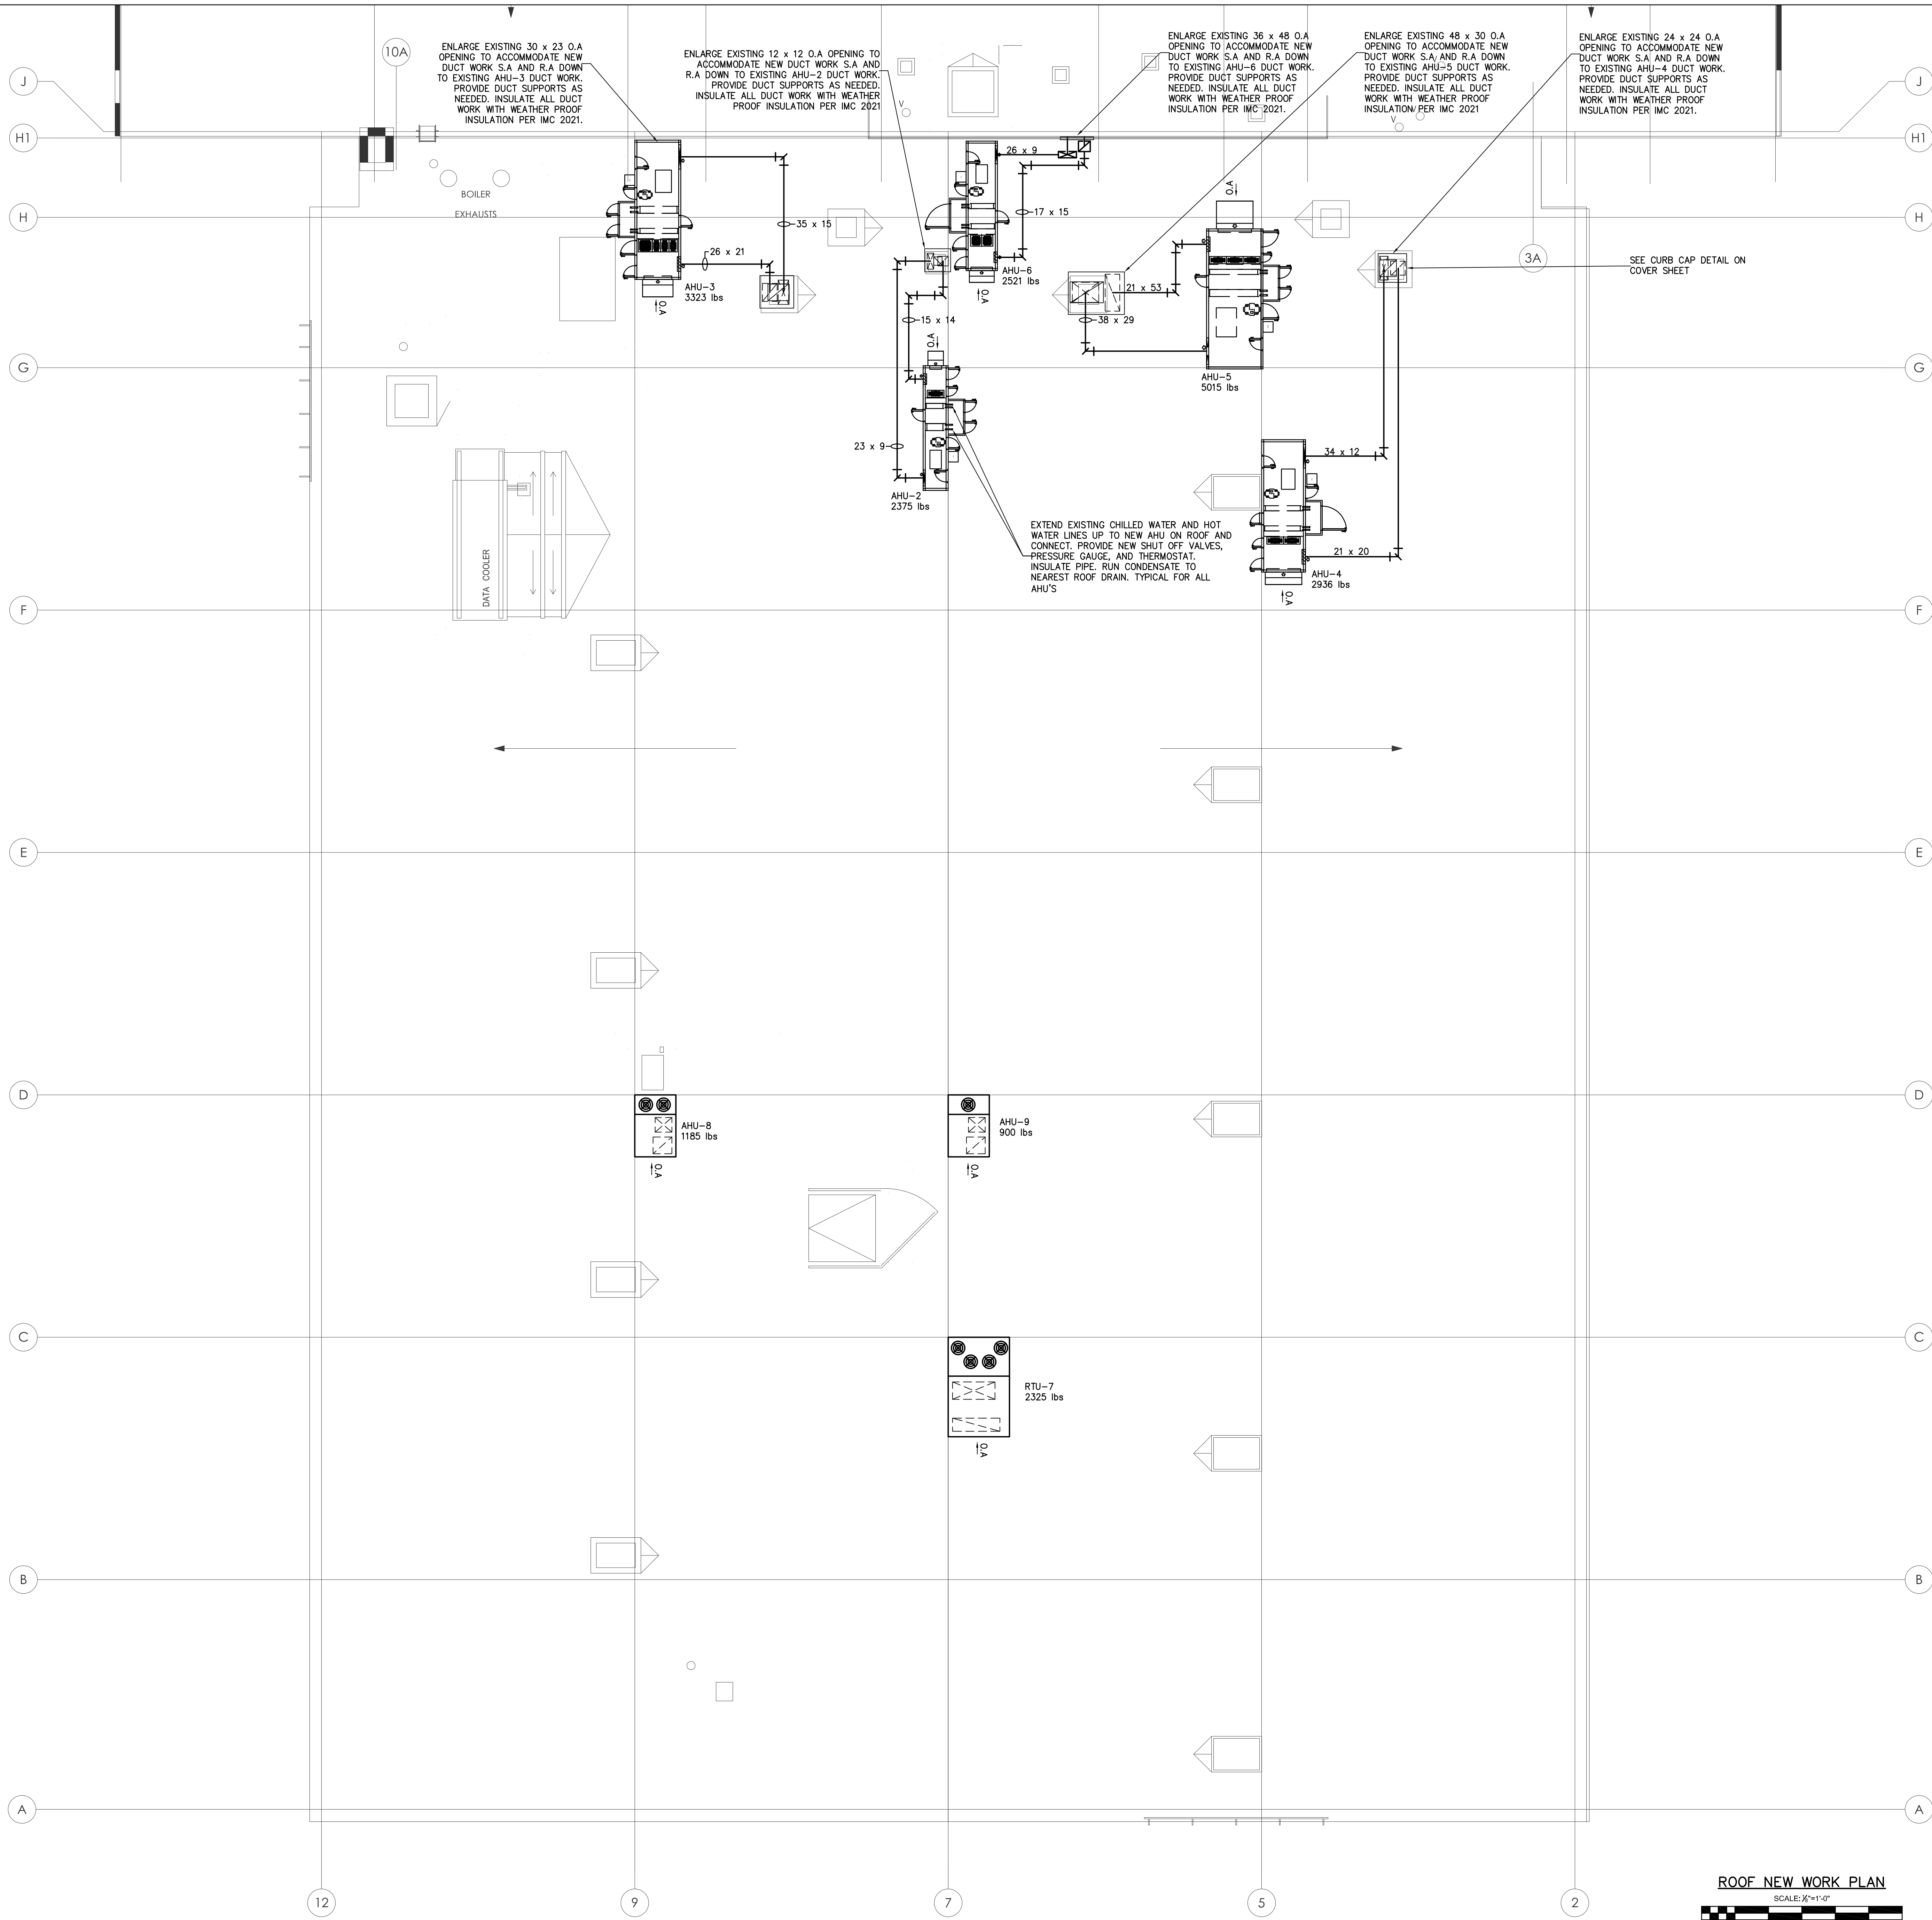 10A
ENLARGE EXISTING 30 x 23 O.A
OPENING TO ACCOMMODATE NEW
DUCT WORK S.A AND R.A DOWN
TO EXISTING AHU-3 DUCT WORK.
PROVIDE DUCT SUPPORTS AS
NEEDED. INSULATE ALL DUCT
WORK WITH WEATHER PROOF
INSULATION PER IMC 2021.
ENLARGE EXISTING 12 x 12 O.A OPENING TO
ACCOMMODATE NEW DUCT WORK S.A AND
R.A DOWN TO EXISTING AHU-2 DUCT WORK.
PROVIDE DUCT SUPPORTS AS NEEDED.
INSULATE ALL DUCT WORK WITH WEATHER
PROOF INSULATION PER IMC 2021
ENLARGE EXISTING 36 x 48 O.A
OPENING TO ACCOMMODATE NEW
DUCT WORK S.A AND R.A DOWN
TO EXISTING AHU-6 DUCT WORK.
PROVIDE DUCT SUPPORTS AS
NEEDED. INSULATE ALL DUCT
WORK WITH WEATHER PROOF
INSULATION PER IMC 2021.
ENLARGE EXISTING 48 x 30 O.A
OPENING TO ACCOMMODATE NEW
DUCT WORK S.A AND R.A DOWN
TO EXISTING AHU-5 DUCT WORK.
PROVIDE DUCT SUPPORTS AS
NEEDED. INSULATE ALL DUCT
WORK WITH WEATHER PROOF
INSULATION PER IMC 2021
ENLARGE EXISTING 24 x 24 O.A
OPENING TO ACCOMMODATE NEW
DUCT WORK S.A AND R.A DOWN
TO EXISTING AHU-4 DUCT WORK.
PROVIDE DUCT SUPPORTS AS
NEEDED. INSULATE ALL DUCT
WORK WITH WEATHER PROOF
INSULATION PER IMC 2021.
J
J
V
V
V
H1
H1
26 x 9
BOILER
EXHAUSTS
O.A
H
H
35 x 15
17 x 15
26 x 21
3A
SEE CURB CAP DETAIL ON
COVER SHEET
AHU-6
2521 lbs
O.A
AHU-3
3323 lbs
O.A
21 x 53
15 x 14
38 x 29
O.A
G
G
AHU-5
5015 lbs
23 x 9
34 x 12
AHU-2
2375 lbs
EXTEND EXISTING CHILLED WATER AND HOT
WATER LINES UP TO NEW AHU ON ROOF AND
CONNECT. PROVIDE NEW SHUT OFF VALVES,
PRESSURE GAUGE, AND THERMOSTAT.
INSULATE PIPE. RUN CONDENSATE TO
NEAREST ROOF DRAIN. TYPICAL FOR ALL
AHU'S
21 x 20
AHU-4
2936 lbs
O.A
DATA COOLER
F
F
E
E
D
D
AHU-8
1185 lbs
O.A
AHU-9
900 lbs
O.A
C
C
RTU-7
2325 lbs
O.A
B
B
A
A
12
9
7
5
2
ROOF NEW WORK PLAN